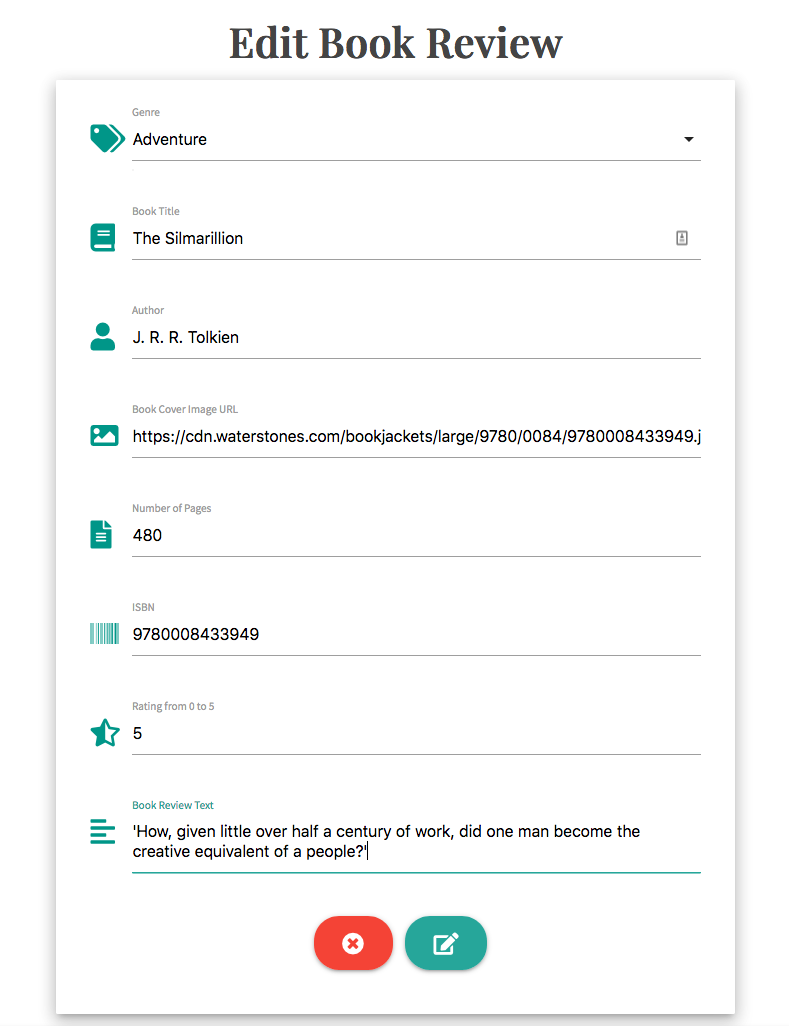 Edit Book Review
Genre
Adventure
Book Title
The Silmarillion
Author
J. R. R. Tolkien
Book Cover Image URL
https://cdn.waterstones.com/bookjackets/large/9780/0084/9780008433949.j
Number of Pages
480
ISBN
9780008433949
Rating from 0 to 5
5
Book Review Text
'How, given little over half a century of work, did one man become the
creative equivalent of a people?'